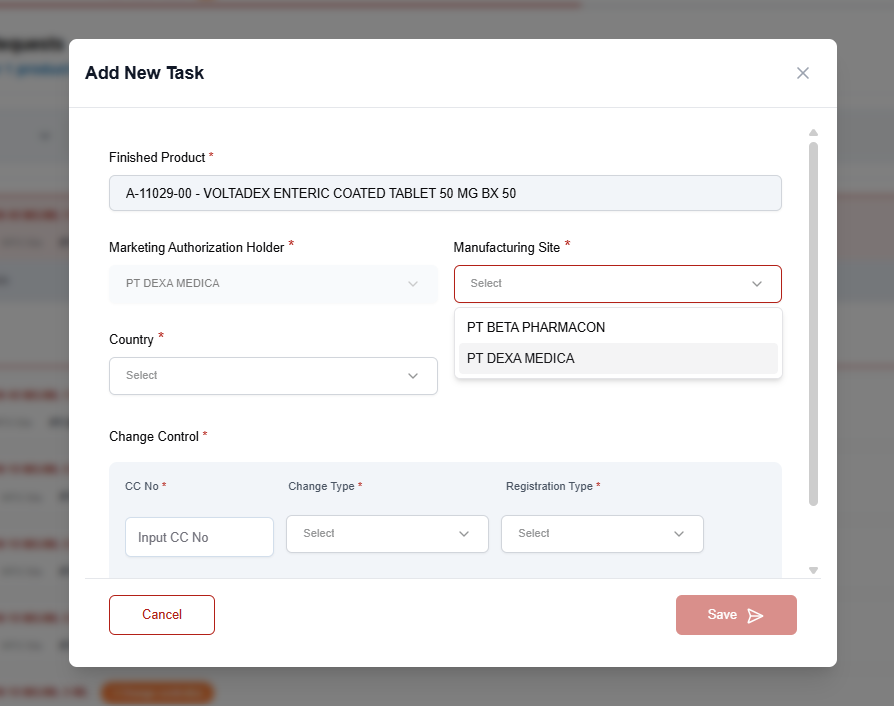 Add New Task
Finished Product *
A-11029-00 - VOLTADEX ENTERIC COATED TABLET 50 MG BX 50
Marketing Authorization Holder *
Manufacturing Site *
PT DEXA MEDICA
Select
PT BETA PHARMACON
PT DEXA MEDICA
Country *
Select
Change Control *
CC No *
Change Type *
Registration Type *
Input CC No
Select
Select
Cancel
Save